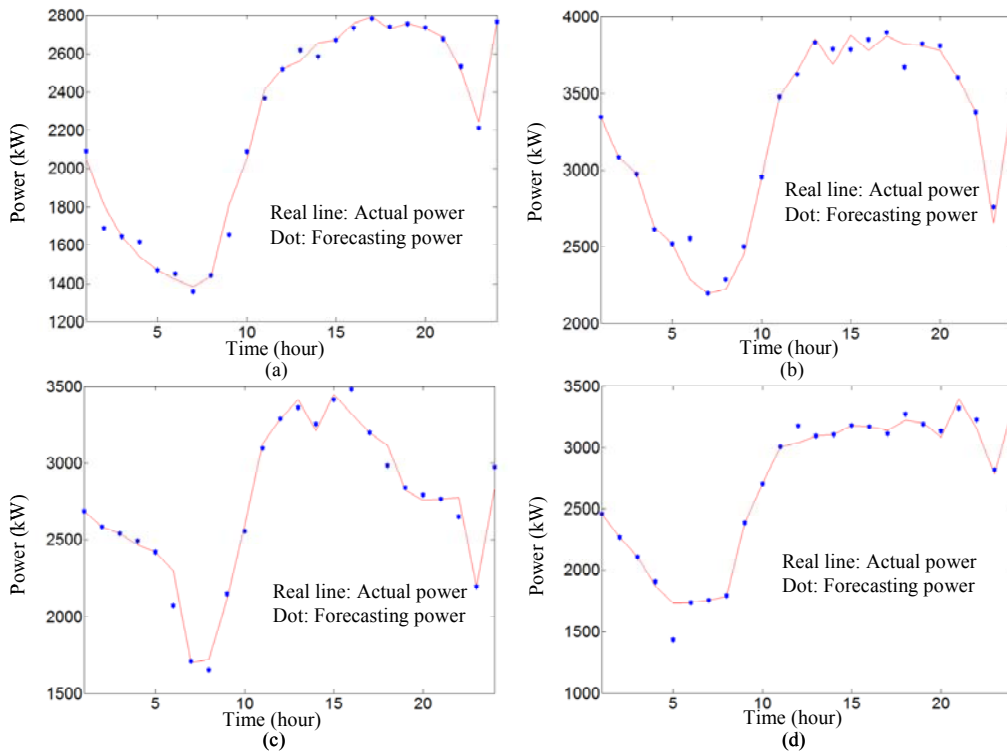 2800
2600
2400
2200
2000
1800
1600
1400
1200
Power (kW)
Real line: Actual power
Dot: Forecasting power
5 10 15 20
Time (hour)
(a)
4000
3500
3000
2500
2000
Power (kW)
Real line: Actual power
Dot: Forecasting power
5 10 15 20
Time (hour)
(b)
3500
3000
2500
2000
1500
Power (kW)
Real line: Actual power
Dot: Forecasting power
5 10 15 20
Time (hour)
(c)
3500
3000
2500
2000
1500
1000
Power (kW)
Real line: Actual power
Dot: Forecasting power
5 10 15 20
Time (hour)
(d)